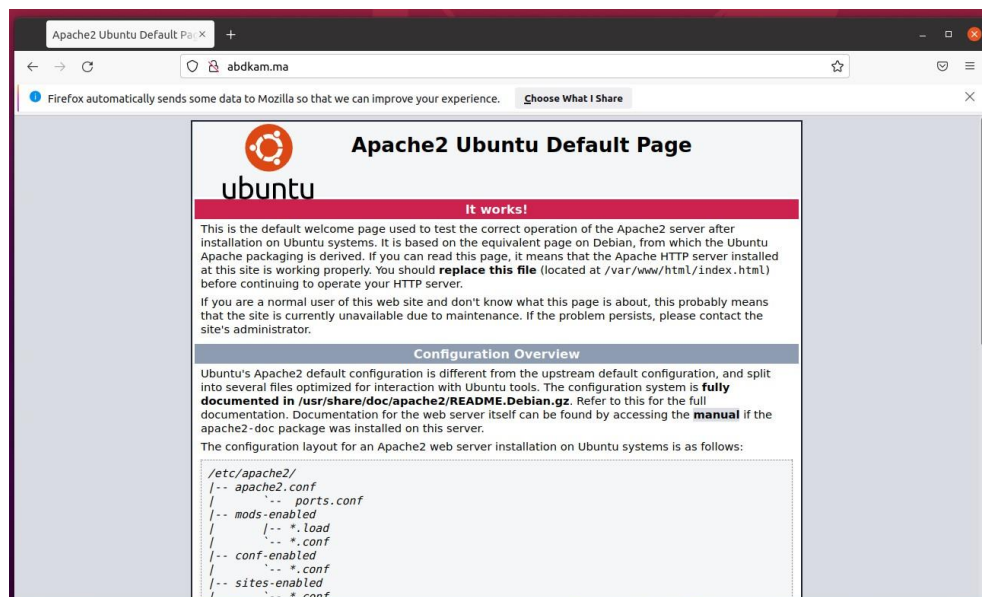 Apache2 Ubuntu Default Pag
abdkam.ma
Firefox automatically sends some data to Mozilla so that we can improve your experience.
Choose What I Share
ubuntu
Apache2 Ubuntu Default Page
It works!
This is the default welcome page used to test the correct operation of the Apache2 server after
installation on Ubuntu systems. It is based on the equivalent page on Debian, from which the Ubuntu
Apache packaging is derived. If you can read this page, it means that the Apache HTTP server installed
at this site is working properly. You should replace this file (located at /var/www/html/index.html)
before continuing to operate your HTTP server.
If you are a normal user of this web site and don't know what this page is about, this probably means
that the site is currently unavailable due to maintenance. If the problem persists, please contact the
site's administrator.
Configuration Overview
Ubuntu's Apache2 default configuration is different from the upstream default configuration, and split
into several files optimized for interaction with Ubuntu tools. The configuration system is fully
documented in /usr/share/doc/apache2/README.Debian.gz. Refer to this for the full
documentation. Documentation for the web server itself can be found by accessing the manual if the
apache2-doc package was installed on this server.
The configuration layout for an Apache2 web server installation on Ubuntu systems is as follows:
/etc/apache2/
|-- apache2.conf
|       `--  ports.conf
|-- mods-enabled
|       |-- *.load
|       `-- *.conf
|-- conf-enabled
|       `-- *.conf
|-- sites-enabled
|       `-- *.conf